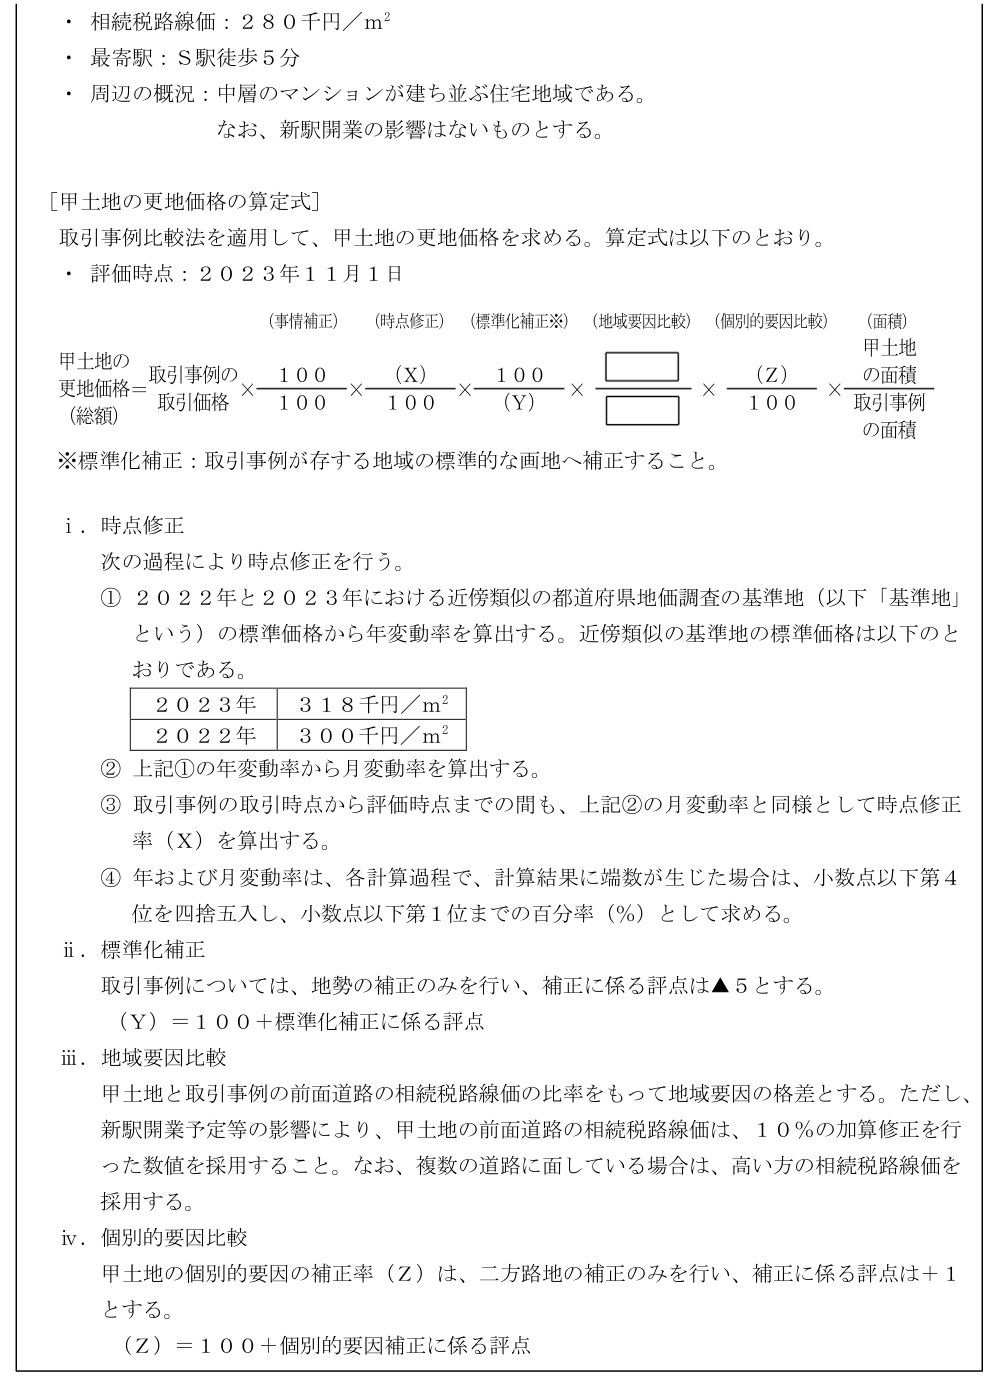 ・ 相続税路線価：２８０千円／m²
・ 最寄駅：Ｓ駅徒歩５分
・ 周辺の概況：中層のマンションが建ち並ぶ住宅地域である。
なお、新駅開業の影響はないものとする。
［甲土地の更地価格の算定式］
取引事例比較法を適用して、甲土地の更地価格を求める。算定式は以下のとおり。
・ 評価時点：２０２３年１１月１日
（事情補正） （時点修正） （標準化補正※） （地域要因比較） （個別的要因比較） （面積）
甲土地の更地価格（総額）＝取引事例の取引価格×１００／１００×（X）／１００×１００／（Y）× × （Z）／１００×甲土地の面積／取引事例の面積
※標準化補正：取引事例が存する地域の標準的な画地へ補正すること。
ⅰ．時点修正
次の過程により時点修正を行う。
① ２０２２年と２０２３年における近傍類似の都道府県地価調査の基準地（以下「基準地」
という）の標準価格から年変動率を算出する。近傍類似の基準地の標準価格は以下のと
おりである。
２０２３年 ３１８千円／m²
２０２２年 ３００千円／m²
② 上記①の年変動率から月変動率を算出する。
③ 取引事例の取引時点から評価時点までの間も、上記②の月変動率と同様として時点修正
率（X）を算出する。
④ 年および月変動率は、各計算過程で、計算結果に端数が生じた場合は、小数点以下第４
位を四捨五入し、小数点以下第１位までの百分率（%）として求める。
ⅱ．標準化補正
取引事例については、地勢の補正のみを行い、補正に係る評点は▲５とする。
（Y）＝１００＋標準化補正に係る評点
ⅲ．地域要因比較
甲土地と取引事例の前面道路の相続税路線価の比率をもって地域要因の格差とする。ただし、
新駅開業予定等の影響により、甲土地の前面道路の相続税路線価は、１０％の加算修正を行
った数値を採用すること。なお、複数の道路に面している場合は、高い方の相続税路線価を
採用する。
ⅳ．個別的要因比較
甲土地の個別的要因の補正率（Z）は、二方路地の補正のみを行い、補正に係る評点は＋１
とする。
（Z）＝１００＋個別的要因補正に係る評点